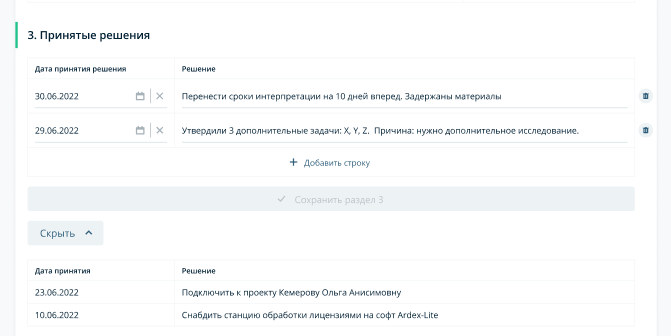 3. Принятые решения
Дата принятия решения Решение
30.06.2022 Перенести сроки интерпретации на 10 дней вперед. Задержаны материалы
29.06.2022 Утвердили 3 дополнительные задачи: X, Y, Z. Причина: нужно дополнительное исследование.
+ Добавить строку
Сохранить раздел 3
Скрыть
Дата принятия Решение
23.06.2022 Подключить к проекту Кемерову Ольга Анисимовну
10.06.2022 Снабдить станцию обработки лицензиями на софт Ardex-Lite